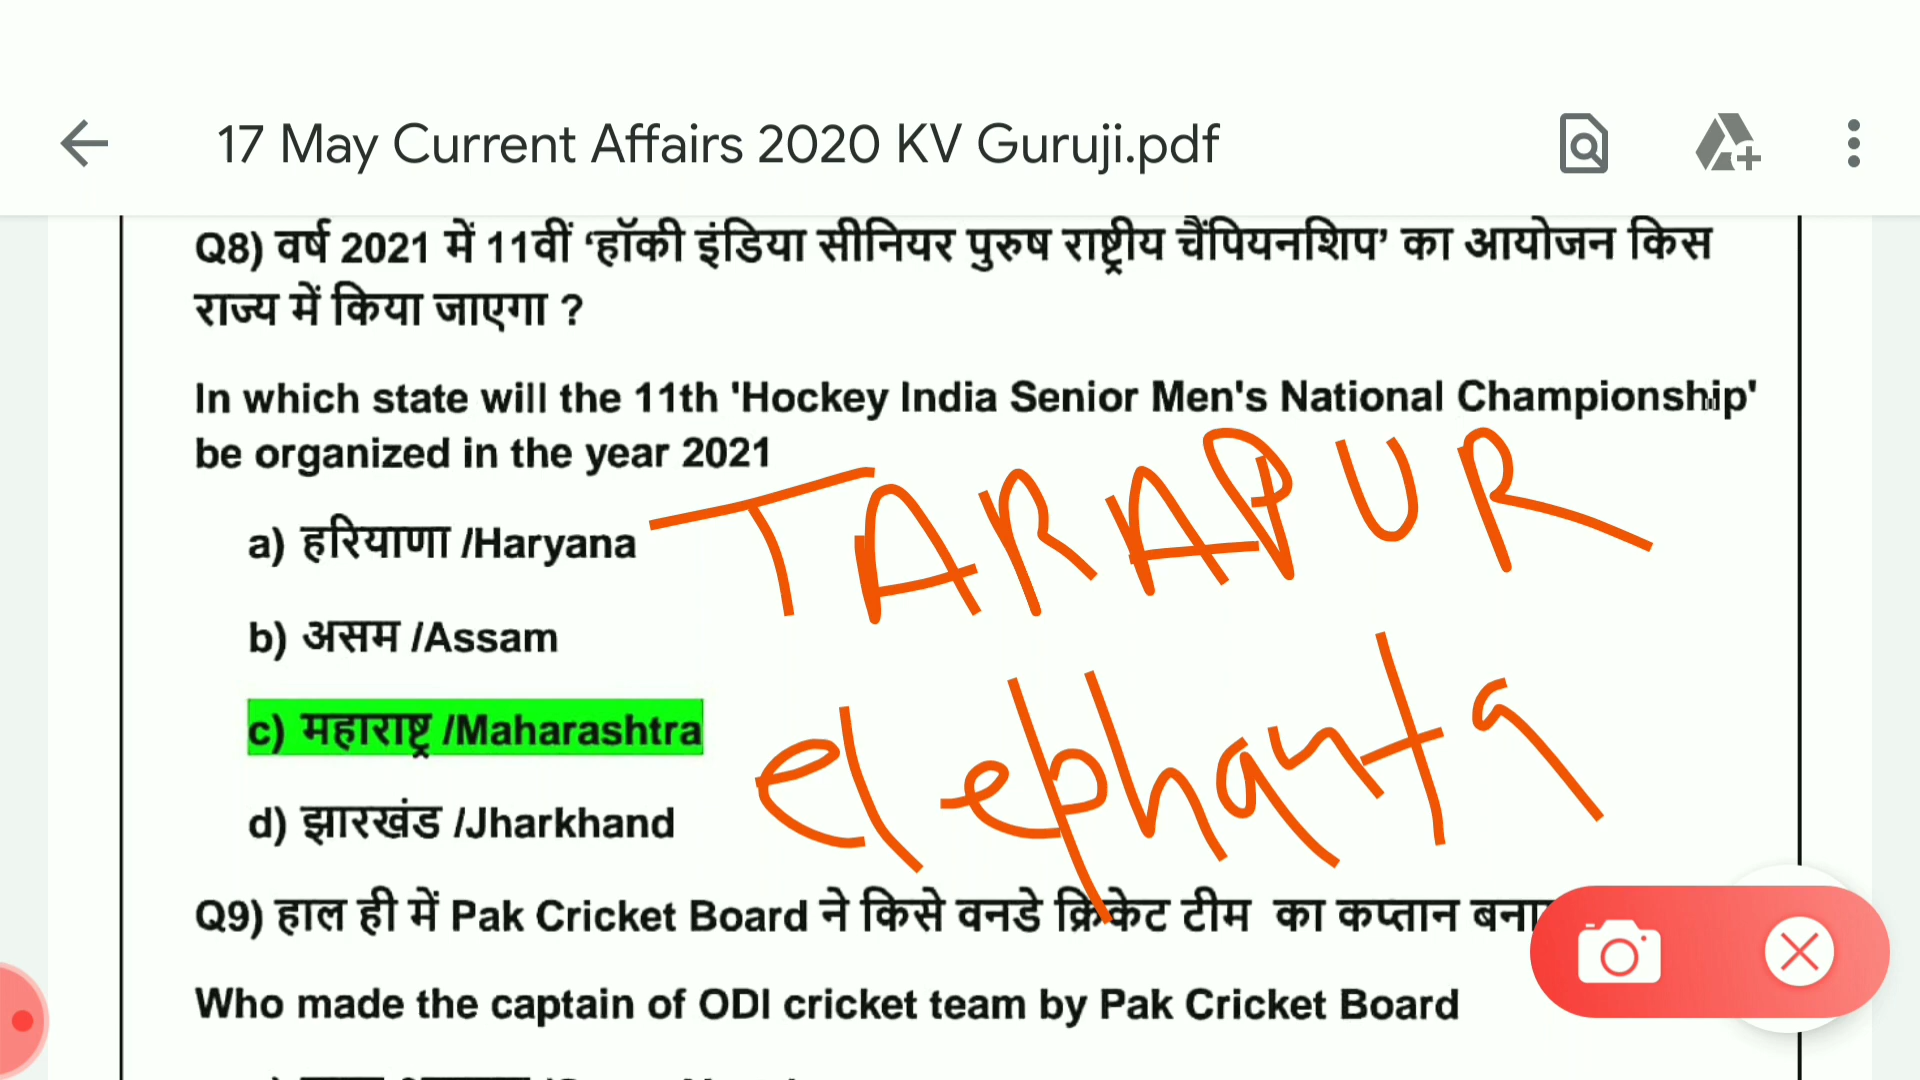 17 May Current Affairs 2020 KV Guruji.pdf
Q8) वर्ष 2021 में 11वीं ‘हॉकी इंडिया सीनियर पुरुष राष्ट्रीय चैंपियनशिप’ का आयोजन किस
राज्य में किया जाएगा ?
In which state will the 11th 'Hockey India Senior Men's National Championship'
be organized in the year 2021
TARAPUR
a) हरियाणा /Haryana
b) असम /Assam
c) महाराष्ट्र /Maharashtra
elephanta
d) झारखंड /Jharkhand
Q9) हाल ही में Pak Cricket Board ने किसे वनडे क्रिकेट टीम का कप्तान
Who made the captain of ODI cricket team by Pak Cricket Board